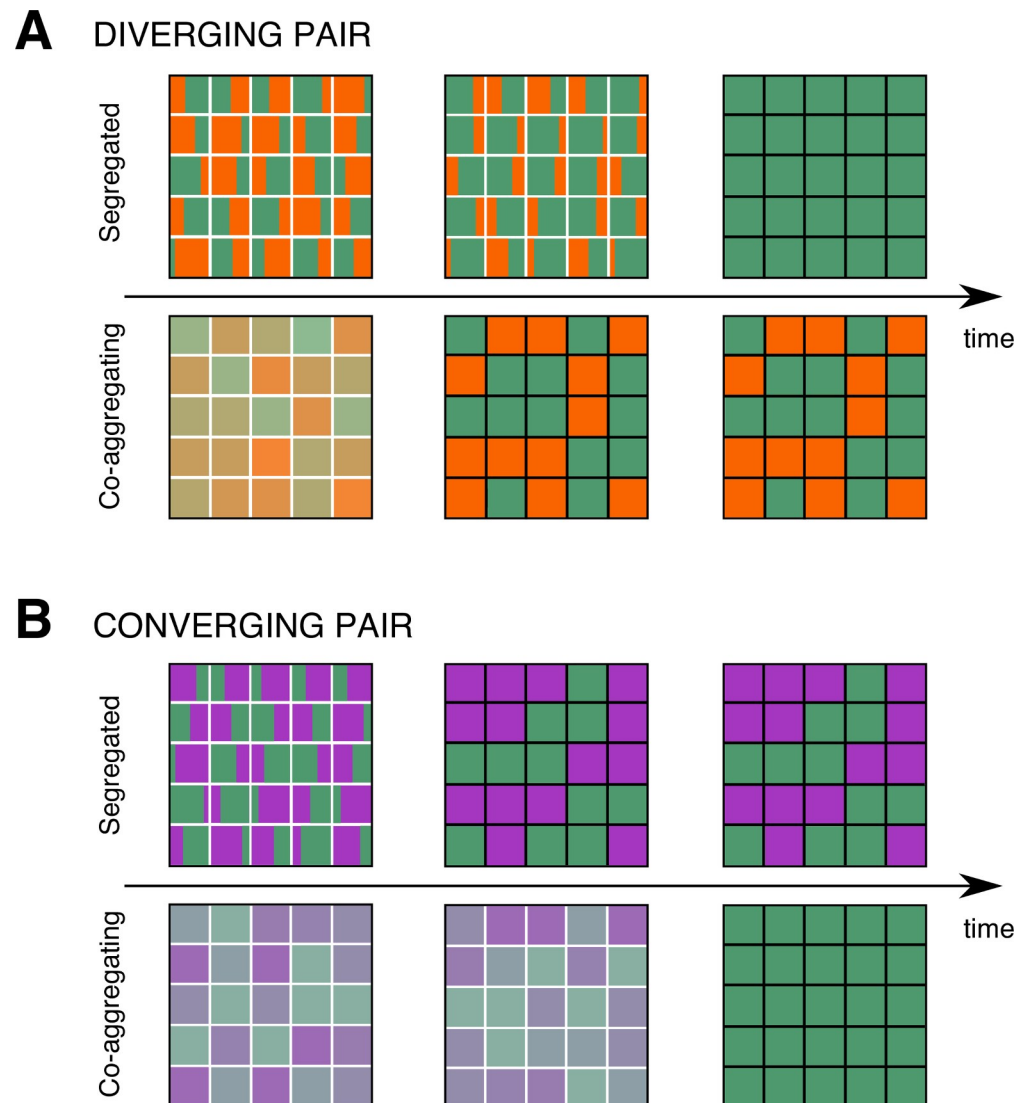 A DIVERGING PAIR
Segregated
time
Co-aggregating
B CONVERGING PAIR
Segregated
time
Co-aggregating